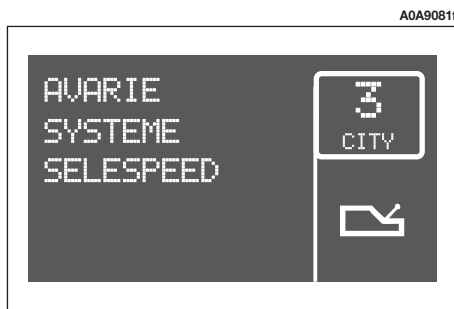 A0A9081f
AVARIE
SYSTEME
SELESPEED
3
CITY